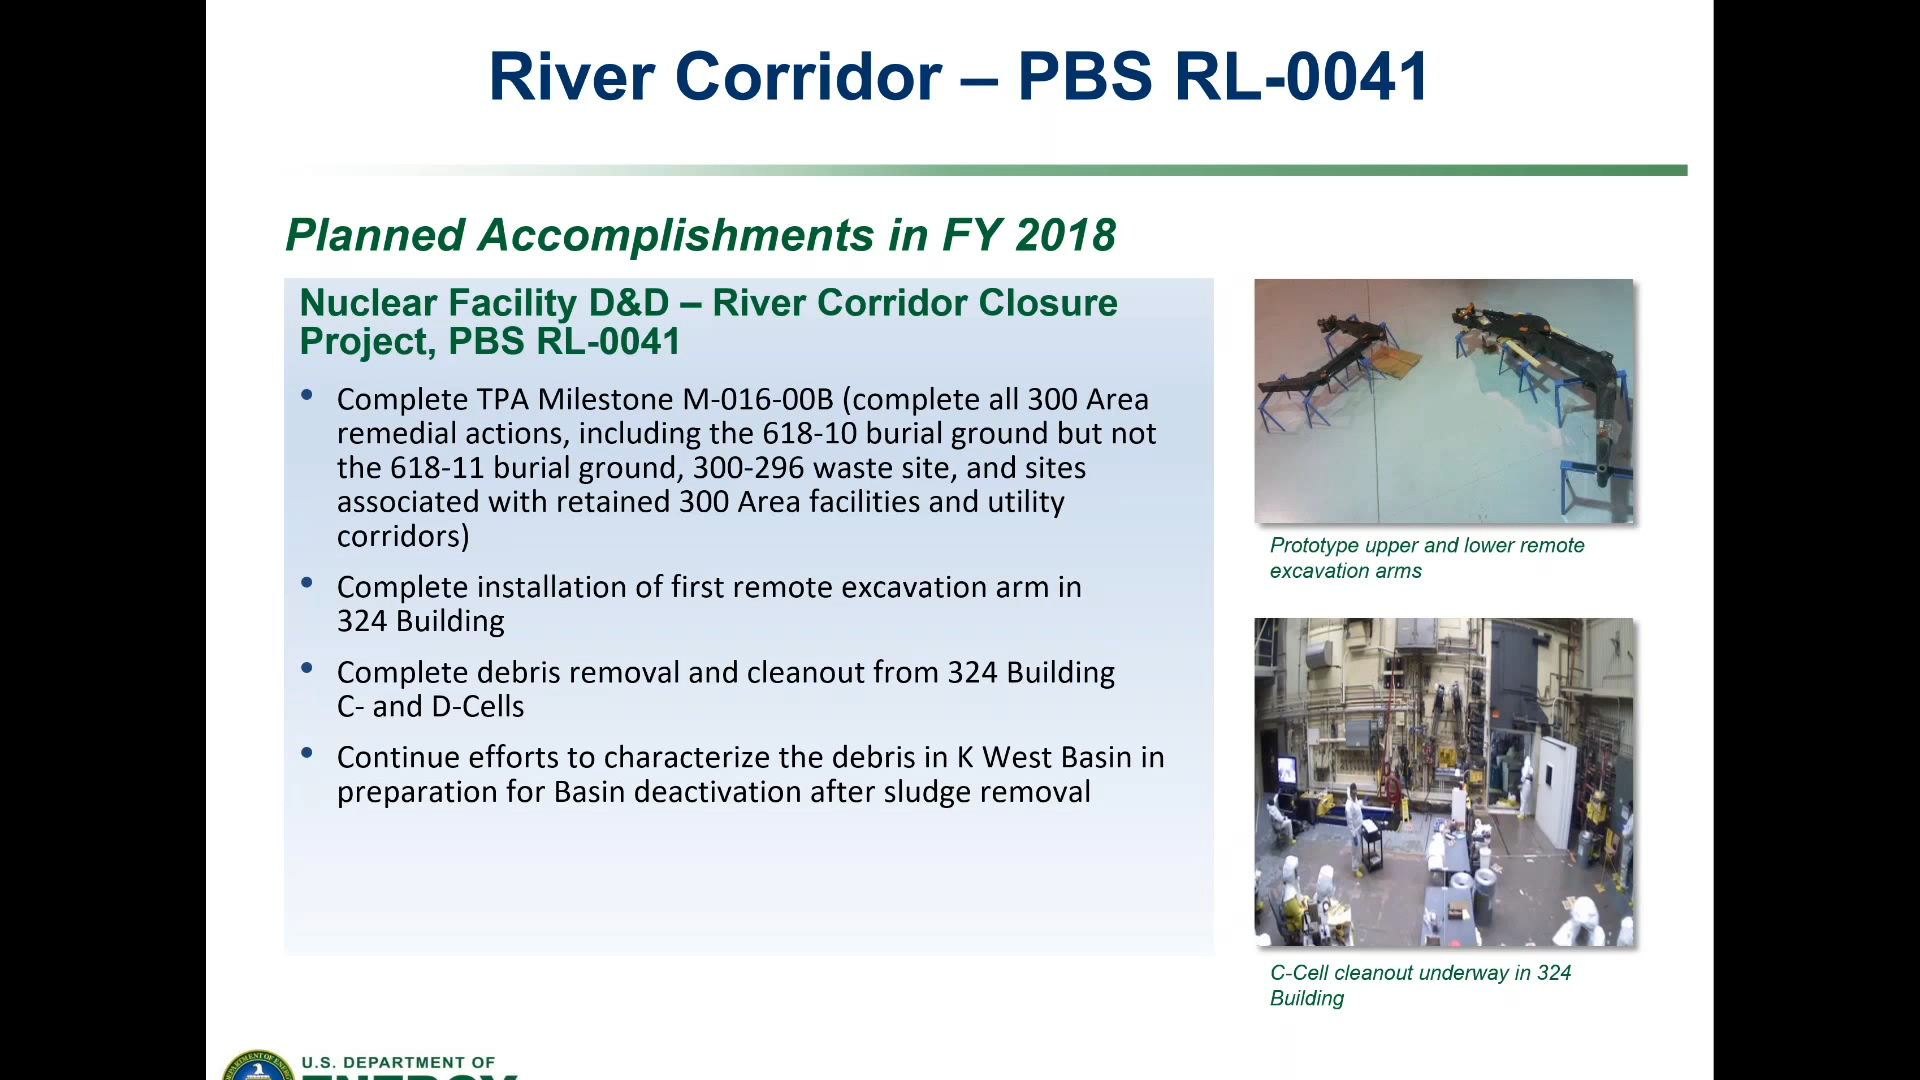 River Corridor – PBS RL-0041
Planned Accomplishments in FY 2018
Nuclear Facility D&D – River Corridor Closure
Project, PBS RL-0041
• Complete TPA Milestone M-016-00B (complete all 300 Area
remedial actions, including the 618-10 burial ground but not
the 618-11 burial ground, 300-296 waste site, and sites
associated with retained 300 Area facilities and utility
corridors)
• Complete installation of first remote excavation arm in
324 Building
• Complete debris removal and cleanout from 324 Building
C- and D-Cells
• Continue efforts to characterize the debris in K West Basin in
preparation for Basin deactivation after sludge removal
Prototype upper and lower remote
excavation arms
C-Cell cleanout underway in 324
Building
U.S. DEPARTMENT OF
ENERGY